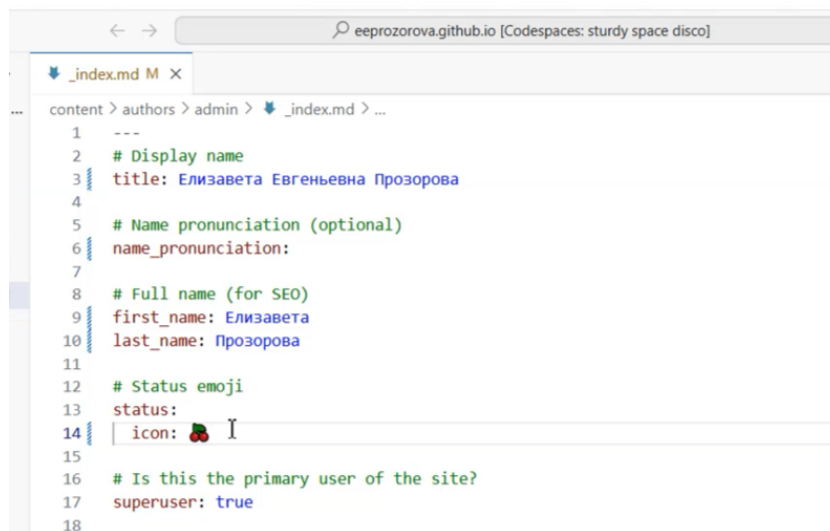 eeprozorova.github.io [Codespaces: sturdy space disco]
_index.md M
... content > authors > admin > _index.md > ...
1 ---
2 # Display name
3 title: Елизавета Евгеньевна Прозорова
4
5 # Name pronunciation (optional)
6 name_pronunciation:
7
8 # Full name (for SEO)
9 first_name: Елизавета
10 last_name: Прозорова
11
12 # Status emoji
13 status:
14 icon: 🍒
15
16 # Is this the primary user of the site?
17 superuser: true
18